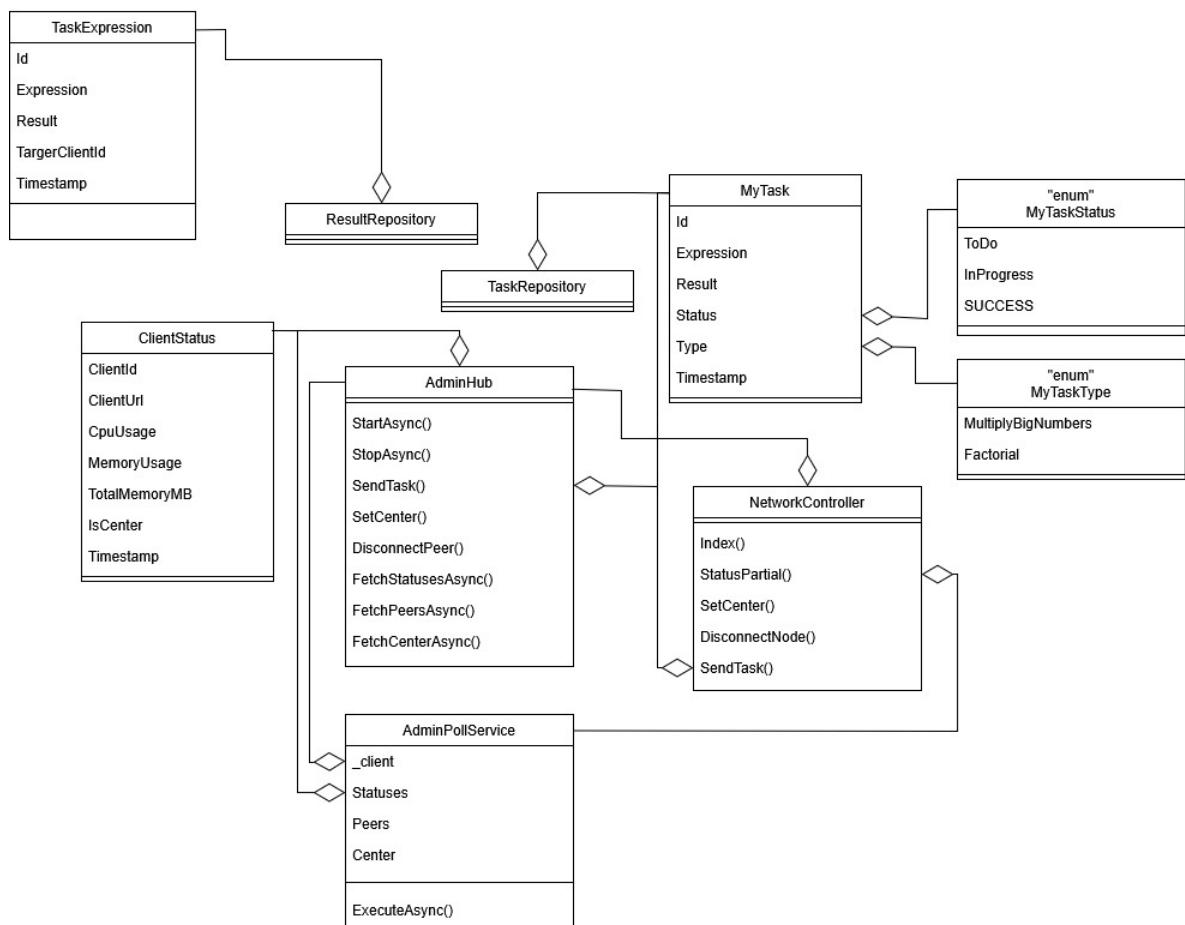 TaskExpression
Id
Expression
Result
TargerClientId
Timestamp
ResultRepository
TaskRepository
MyTask
Id
Expression
Result
Status
Type
Timestamp
"enum"
MyTaskStatus
ToDo
InProgress
SUCCESS
"enum"
MyTaskType
MultiplyBigNumbers
Factorial
ClientStatus
ClientId
ClientUrl
CpuUsage
MemoryUsage
TotalMemoryMB
IsCenter
Timestamp
AdminHub
StartAsync()
StopAsync()
SendTask()
SetCenter()
DisconnectPeer()
FetchStatusesAsync()
FetchPeersAsync()
FetchCenterAsync()
NetworkController
Index()
StatusPartial()
SetCenter()
DisconnectNode()
SendTask()
AdminPollService
_client
Statuses
Peers
Center
ExecuteAsync()